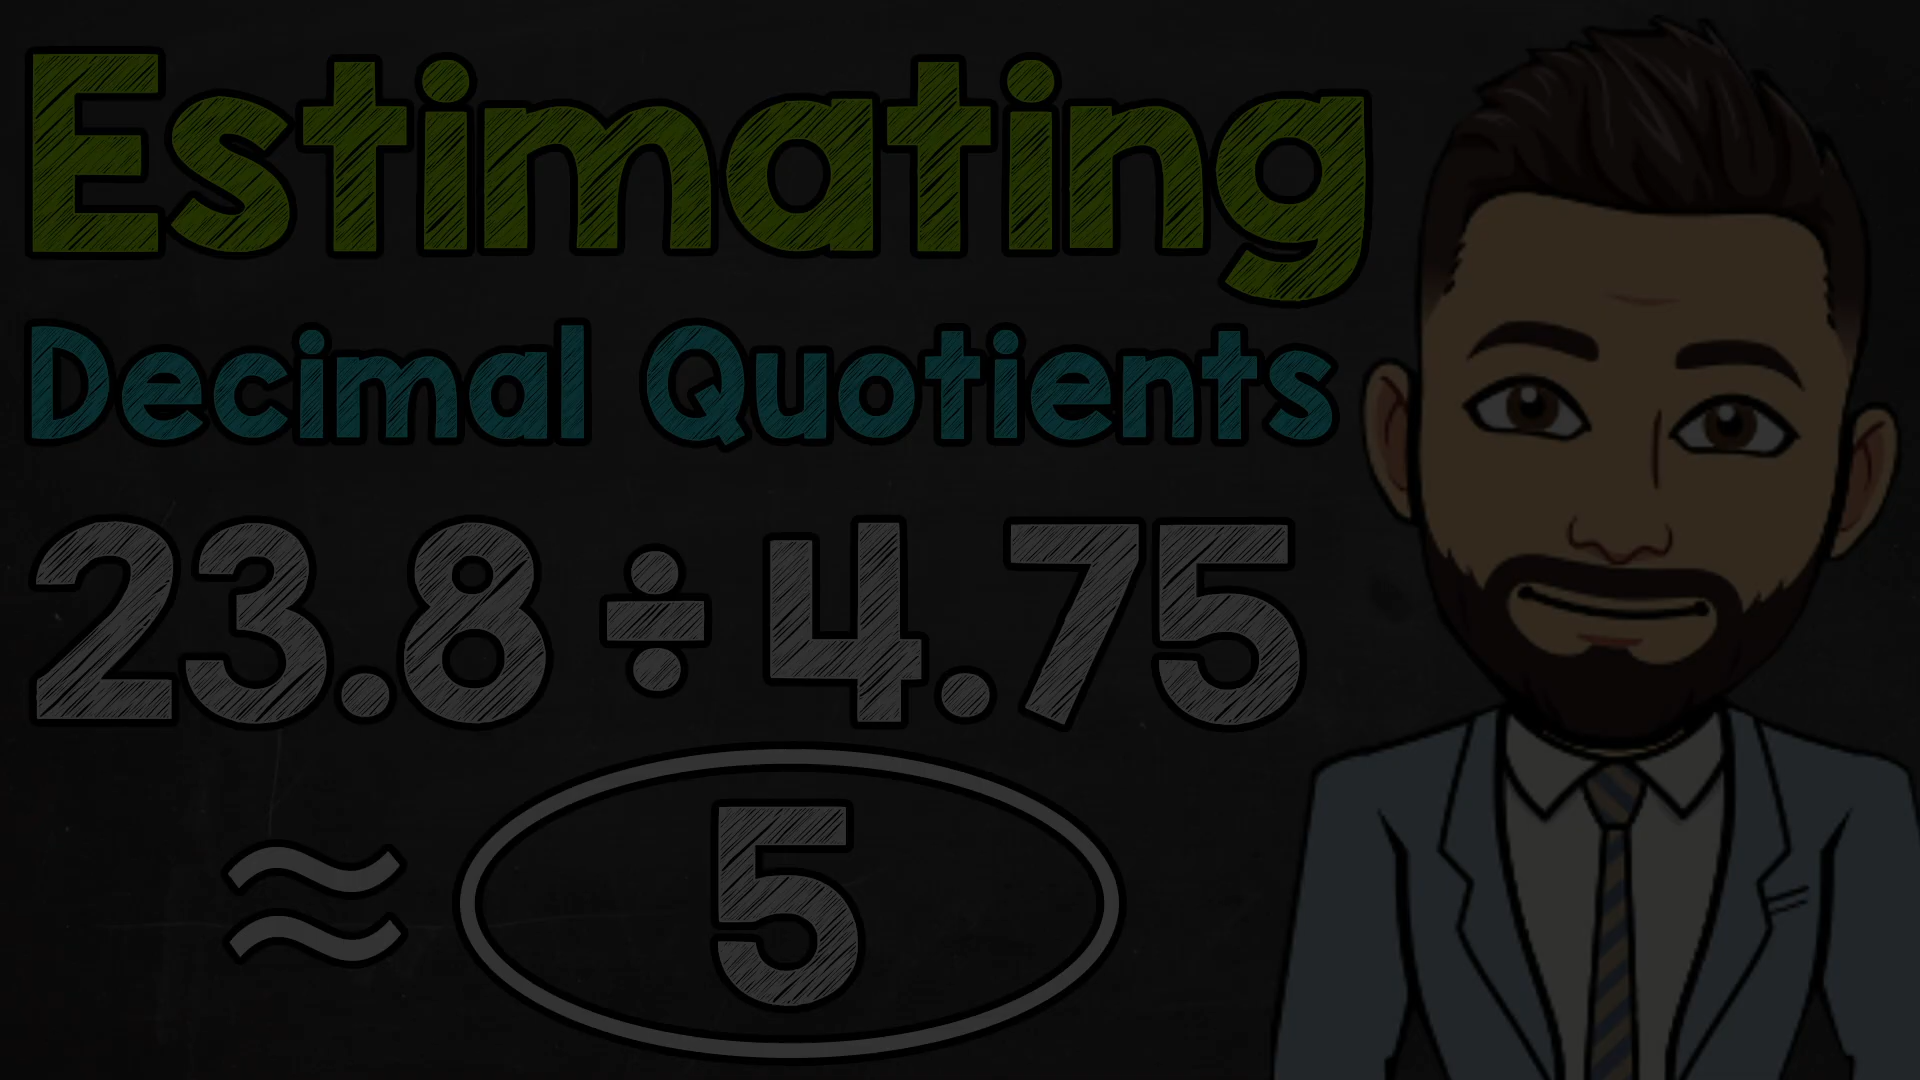 Estimating
Decimal Quotients
23.8 ÷ 4.75
≈ 5